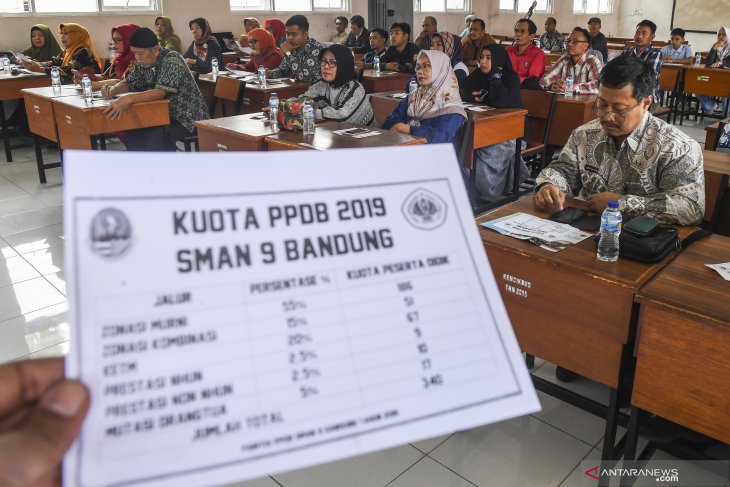 KUOTA PPDB 2019
SMAN 9 BANDUNG
JALUR PERSENTASE % KUOTA PESERTA DIDIK
ZONASI MURNI 55% 186
ZONASI KOMBINASI 15% 51
KETM 20% 67
PRESTASI NHUN 2,5% 9
PRESTASI NON NHUN 2,5% 10
MUTASI ORANGTUA 5% 17
JUMLAH TOTAL 340
KEMDIKBUD
ANTARANEWS
.com